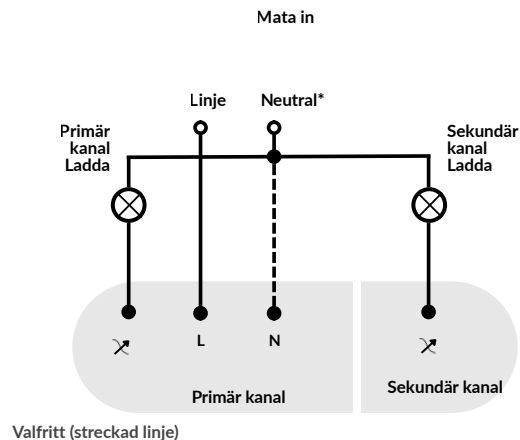 Mata in
Linje
Neutral*
Primär
kanal
Ladda
Sekundär
kanal
Ladda
L
N
Primär kanal
Sekundär kanal
Valfritt (streckad linje)